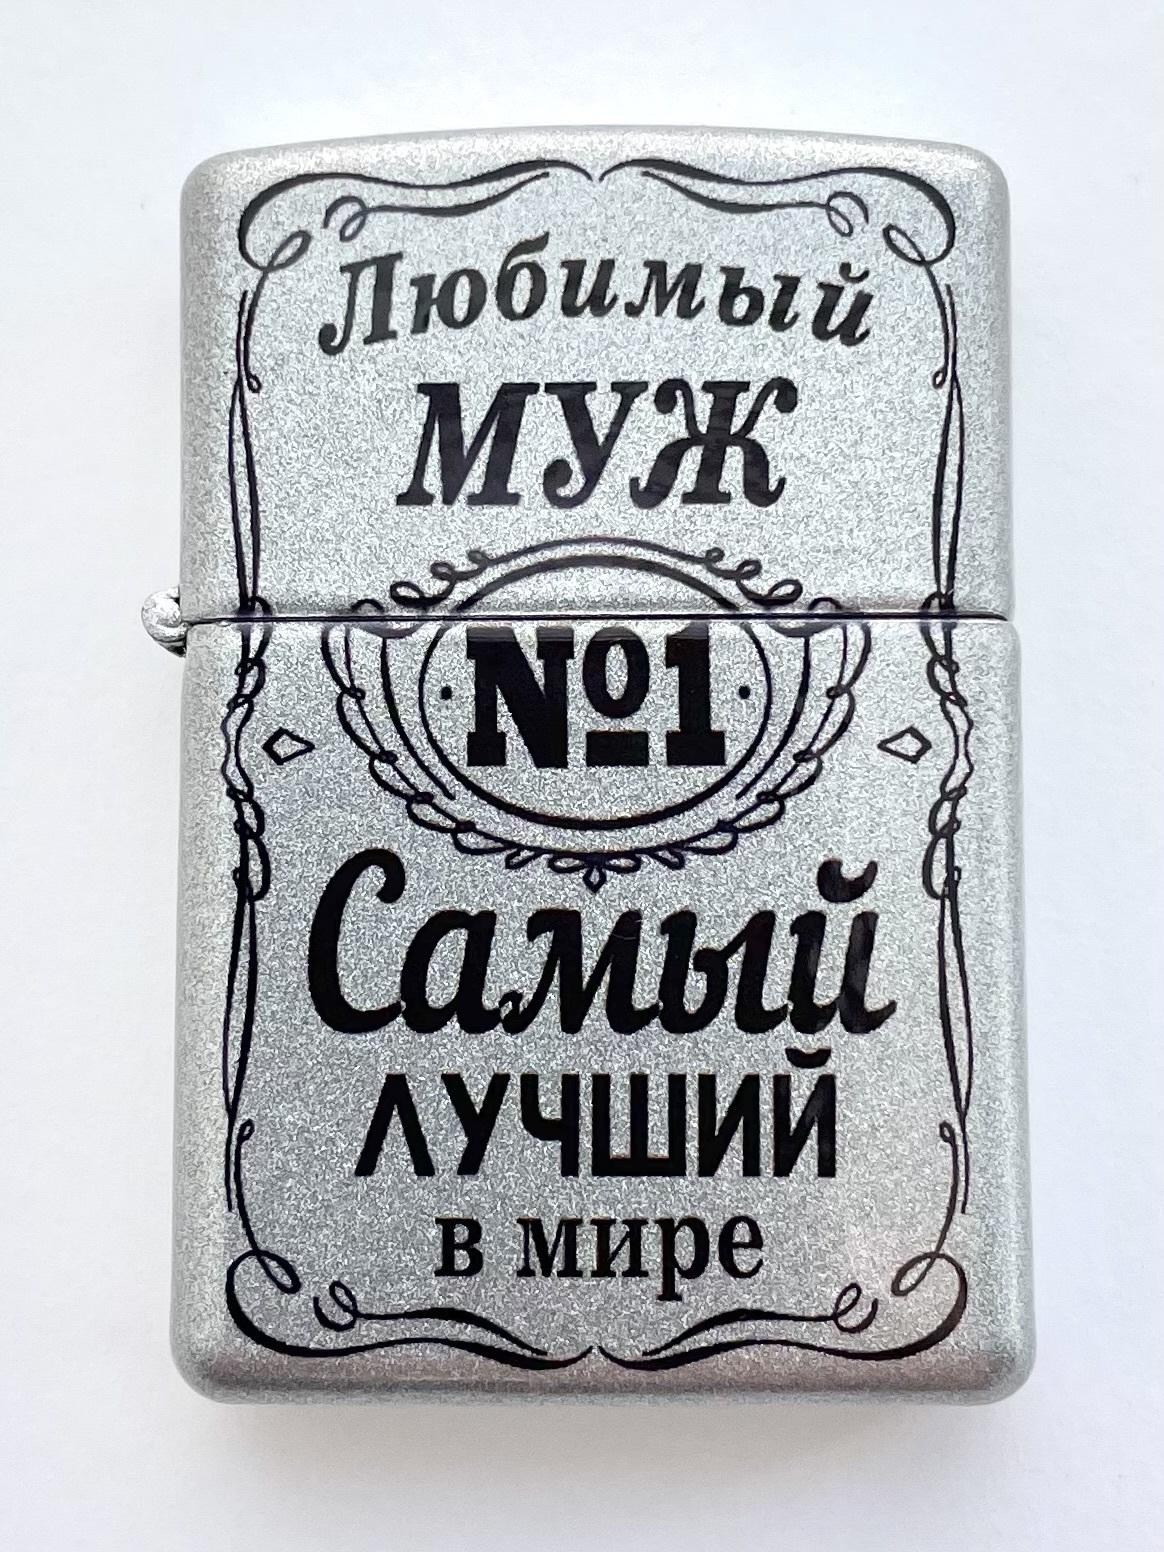 Любимый
МУЖ
№1
Самый
ЛУЧШИЙ
в мире